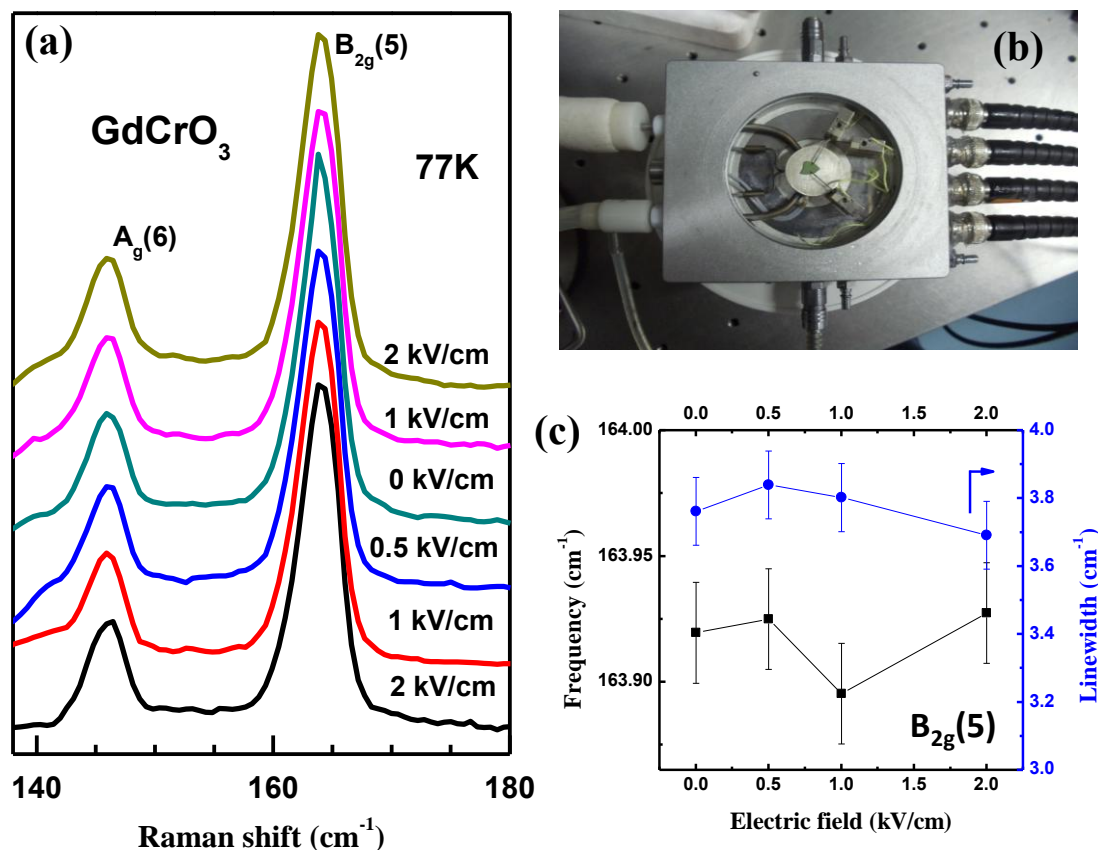 (a)
B2g(5)
GdCrO3
77K
Ag(6)
2 kV/cm
1 kV/cm
0 kV/cm
0.5 kV/cm
1 kV/cm
2 kV/cm
140 160 180
Raman shift (cm-1)
(b)
(c)
0.0 0.5 1.0 1.5 2.0
164.00
163.95
163.90
Frequency (cm-1)
4.0
3.8
3.6
3.4
3.2
3.0
Linewidth (cm-1)
B2g(5)
0.0 0.5 1.0 1.5 2.0
Electric field (kV/cm)